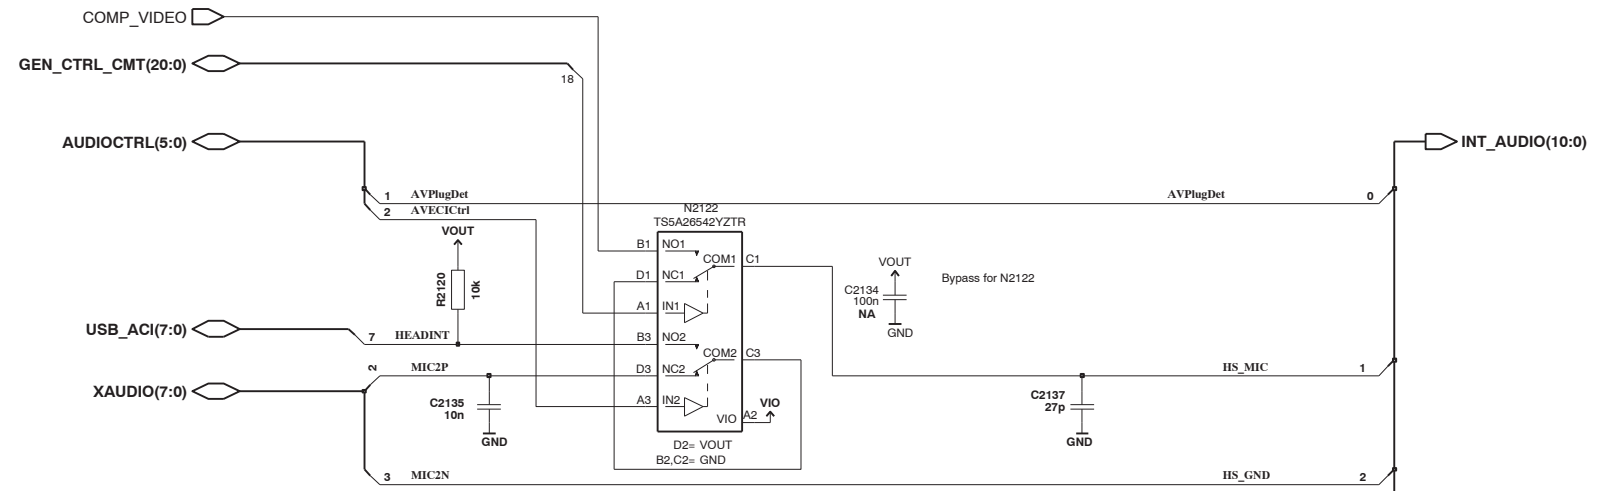 COMP_VIDEO
GEN_CTRL_CMT(20:0)
18
AUDIOCTRL(5:0)
INT_AUDIO(10:0)
1 AVPlugDet
AVPlugDet 0
2 AVECICtrl
N2122
TS5A26542YZTR
VOUT
R2120
10k
B1 NO1
COM1 C1
D1 NC1
A1 IN1
VOUT
C2134
100n
NA
GND
Bypass for N2122
USB_ACI(7:0)
7 HEADINT
B3 NO2
COM2 C3
XAUDIO(7:0)
2 MIC2P
D3 NC2
HS_MIC 1
C2135
10n
GND
A3 IN2
VIO A2
VIO
C2137
27p
GND
D2= VOUT
B2,C2= GND
3 MIC2N
HS_GND 2